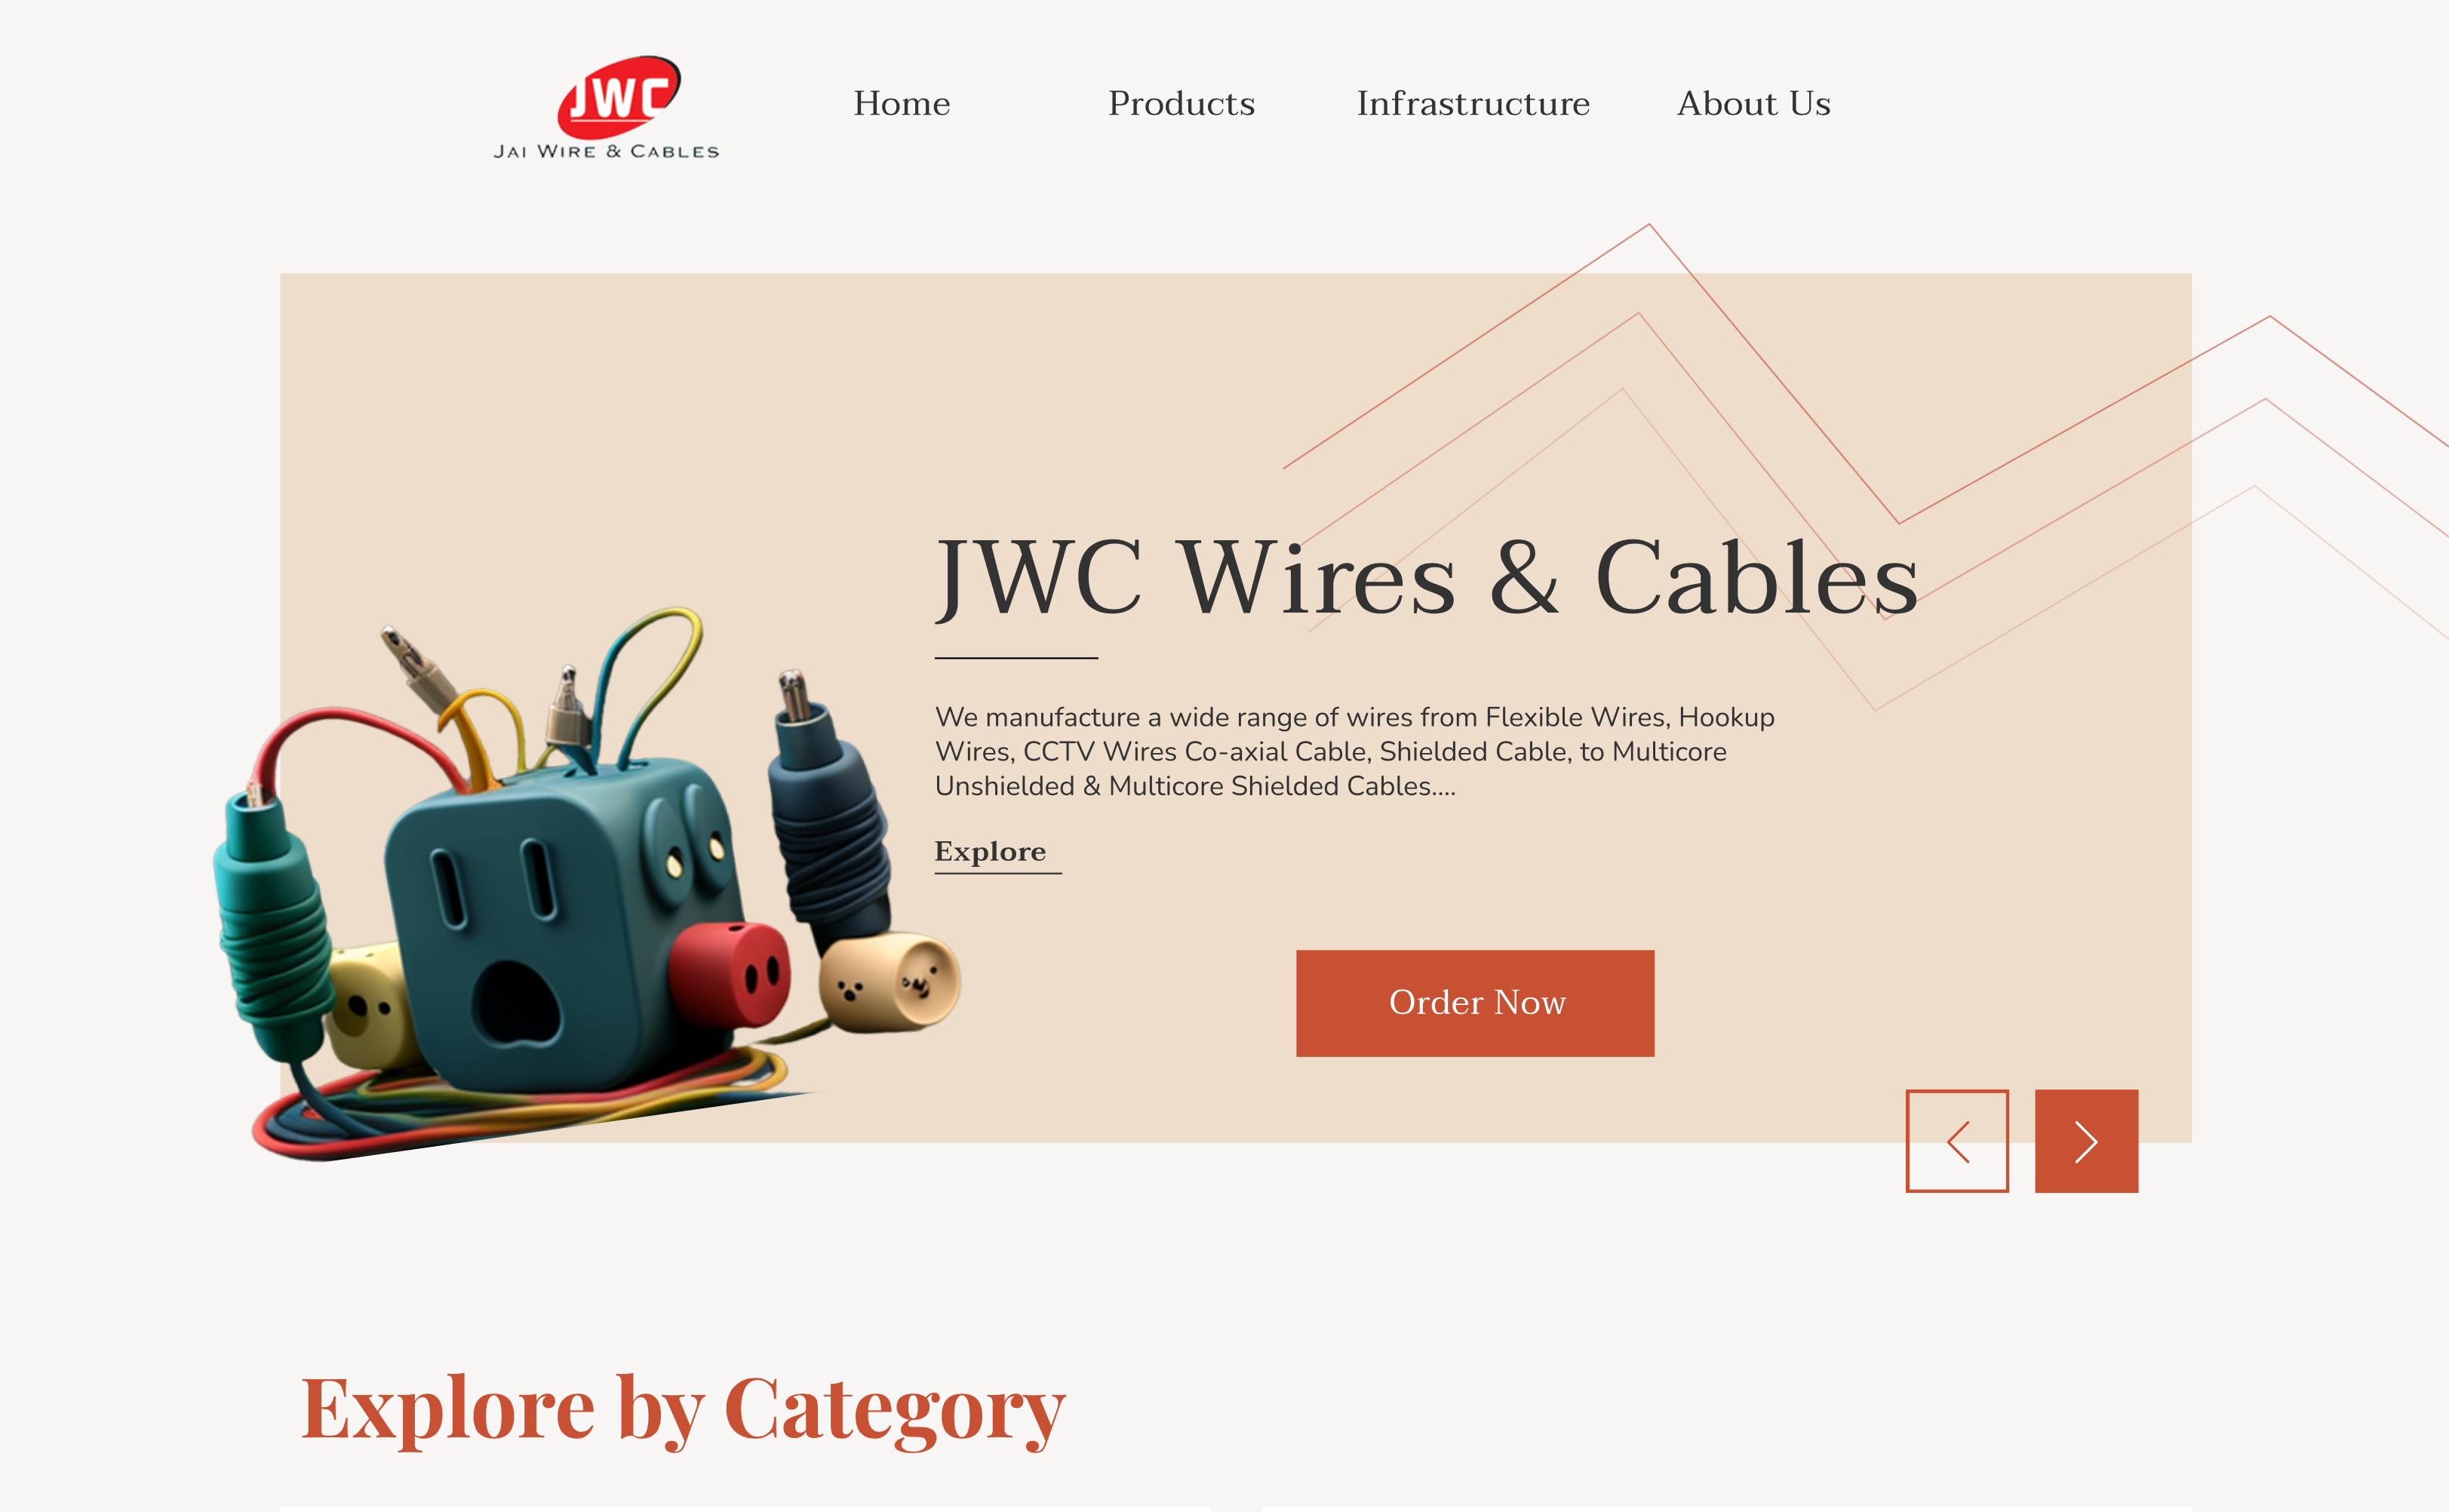 JWC
JAI WIRE & CABLES
Home
Products
Infrastructure
About Us
JWC Wires & Cables
We manufacture a wide range of wires from Flexible Wires, Hookup
Wires, CCTV Wires Co-axial Cable, Shielded Cable, to Multicore
Unshielded & Multicore Shielded Cables....
Explore
Order Now
Explore by Category